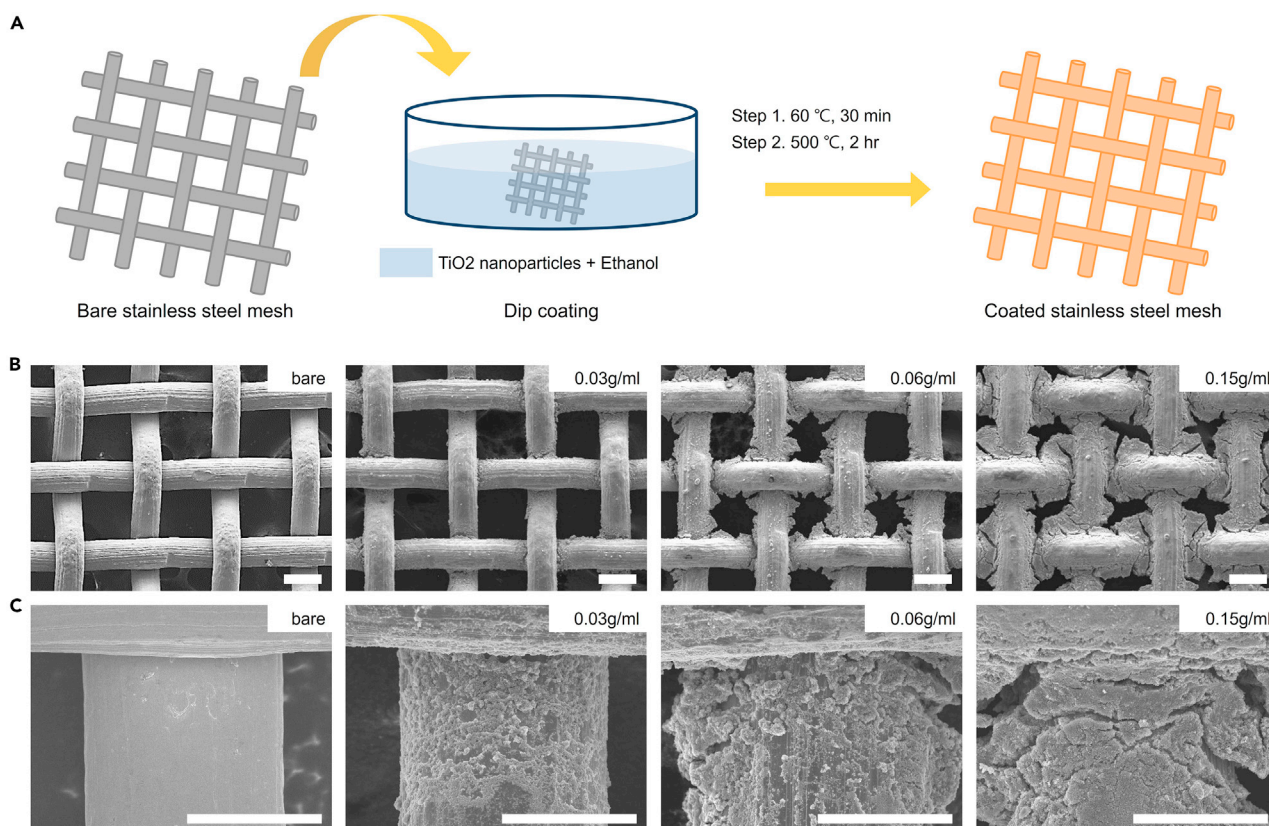 A
Step 1. 60 ℃, 30 min
Step 2. 500 ℃, 2 hr
TiO2 nanoparticles + Ethanol
Bare stainless steel mesh
Dip coating
Coated stainless steel mesh
B
bare
0.03g/ml
0.06g/ml
0.15g/ml
C
bare
0.03g/ml
0.06g/ml
0.15g/ml